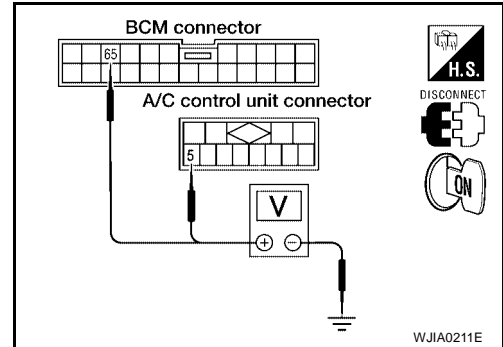 BCM connector
65
H.S.
DISCONNECT
A/C control unit connector
5
ON
V
+ −
WJIA0211E